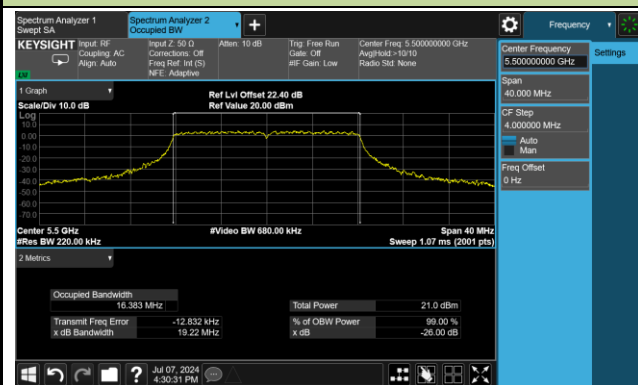 Spectrum Analyzer 1
Swept SA
Spectrum Analyzer 2
Occupied BW
+
Frequency
KEYSIGHT
Input: RF
Coupling: AC
Align: Auto
Input Z: 50 Ω
Corrections: Off
Freq Ref: Int (S)
NFE: Adaptive
Atten: 10 dB
Trig: Free Run
Gate: Off
#IF Gain: Low
Center Freq: 5.500000000 GHz
Avg|Hold:>10/10
Radio Std: None
Center Frequency
5.500000000 GHz
Settings
Span
40.000 MHz
CF Step
4.000000 MHz
Auto
Man
Freq Offset
0 Hz
1 Graph
Scale/Div 10.0 dB
Ref Lvl Offset 22.40 dB
Ref Value 20.00 dBm
Log
10.0
0.00
-10.0
-20.0
-30.0
-40.0
-50.0
-60.0
-70.0
Center 5.5 GHz
#Res BW 220.00 kHz
#Video BW 680.00 kHz
Span 40 MHz
Sweep 1.07 ms (2001 pts)
2 Metrics
Occupied Bandwidth
16.383 MHz
Total Power 21.0 dBm
Transmit Freq Error -12.832 kHz
% of OBW Power 99.00 %
x dB Bandwidth 19.22 MHz
x dB -26.00 dB
?
Jul 07, 2024
4:30:31 PM